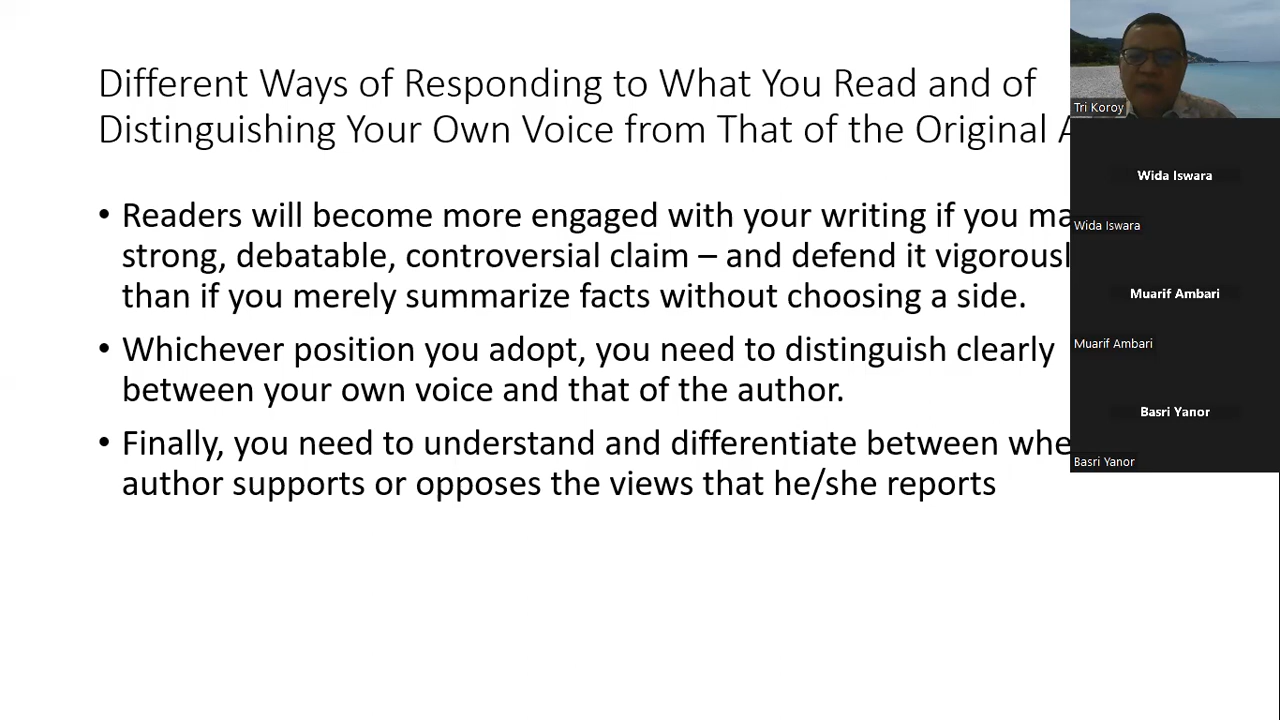 Different Ways of Responding to What You Read and of
Distinguishing Your Own Voice from That of the Original
• Readers will become more engaged with your writing if you
strong, debatable, controversial claim – and defend it
than if you merely summarize facts without choosing a side.
• Whichever position you adopt, you need to distinguish clearly
between your own voice and that of the author.
• Finally, you need to understand and differentiate between
author supports or opposes the views that he/she reports
Tri Koroy
Wida Iswara
Wida Iswara
Muarif Ambari
Muarif Ambari
Basri Yanor
Basri Yanor